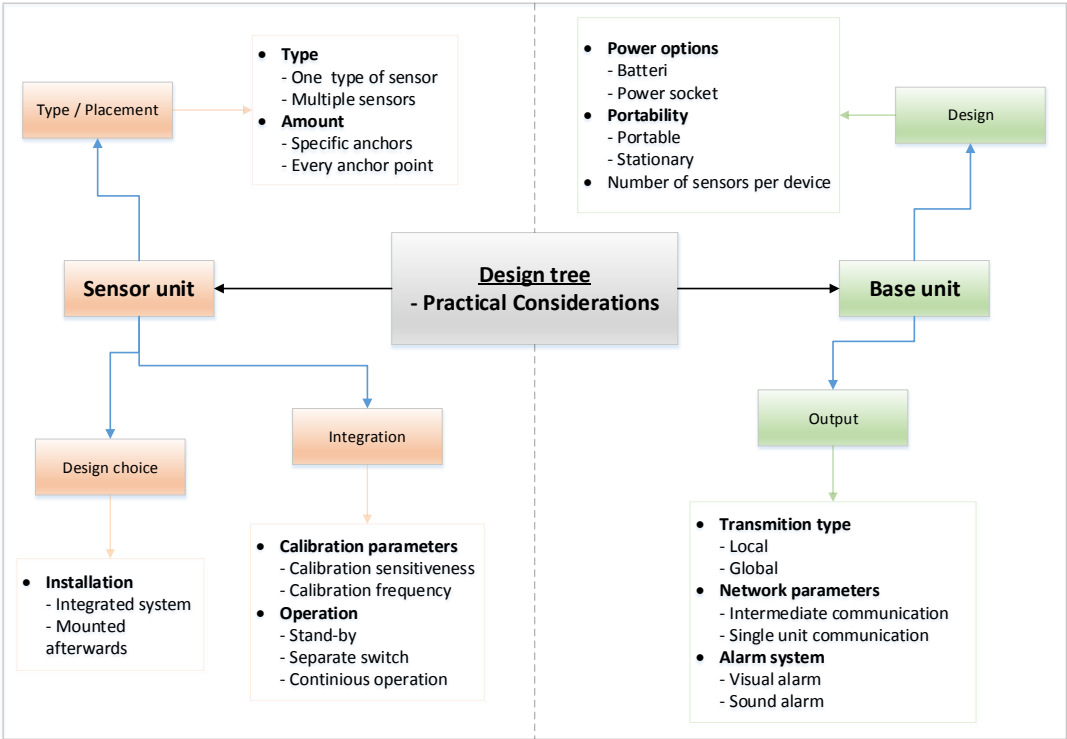 Design tree
- Practical Considerations
Sensor unit
Type / Placement
• Type
- One type of sensor
- Multiple sensors
• Amount
- Specific anchors
- Every anchor point
Design choice
• Installation
- Integrated system
- Mounted
afterwards
Integration
• Calibration parameters
- Calibration sensitiveness
- Calibration frequency
• Operation
- Stand-by
- Separate switch
- Continious operation
Base unit
Design
• Power options
- Batteri
- Power socket
• Portability
- Portable
- Stationary
• Number of sensors per device
Output
• Transmition type
- Local
- Global
• Network parameters
- Intermediate communication
- Single unit communication
• Alarm system
- Visual alarm
- Sound alarm